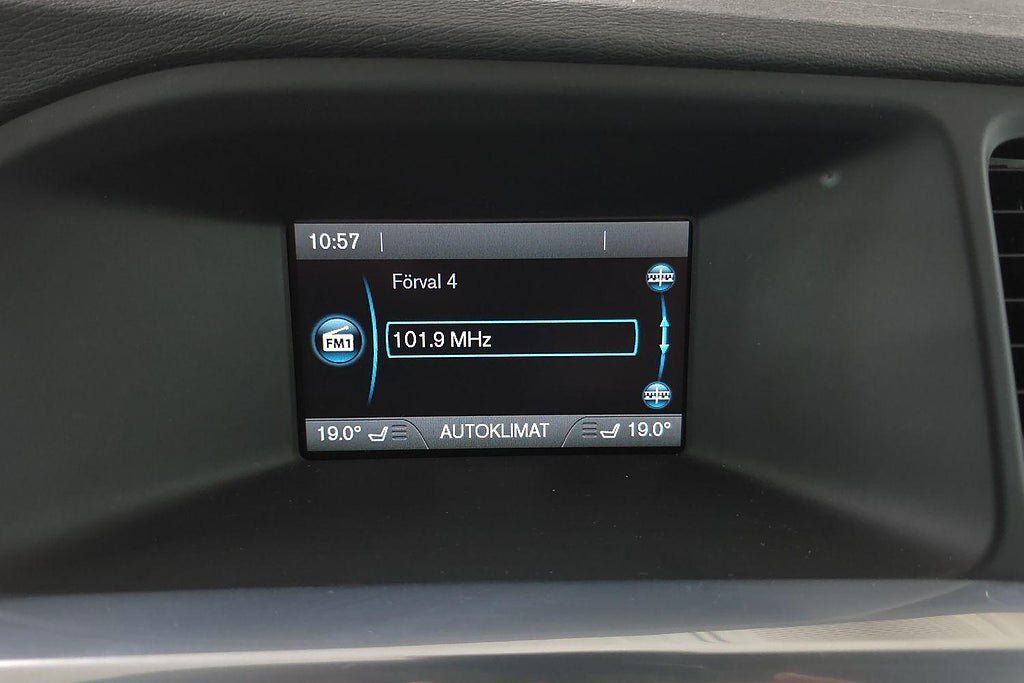 10:57
Förval 4
FM1
101.9 MHz
19.0° AUTOKLIMAT 19.0°